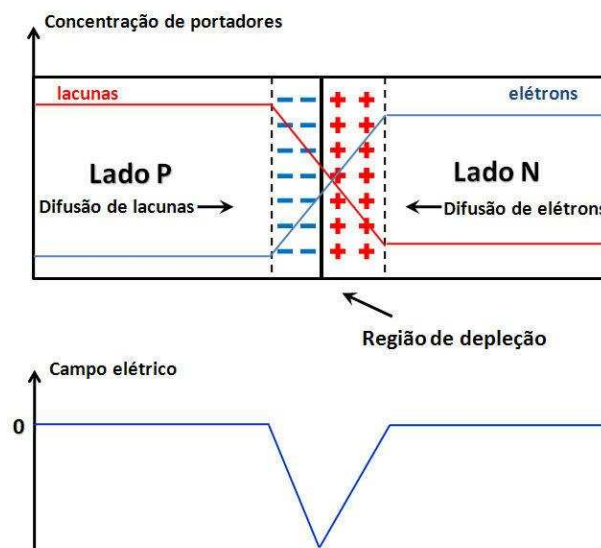 Concentração de portadores
lacunas
elétrons
Lado P
Lado N
Difusão de lacunas
Difusão de elétrons
Região de depleção
Campo elétrico
0